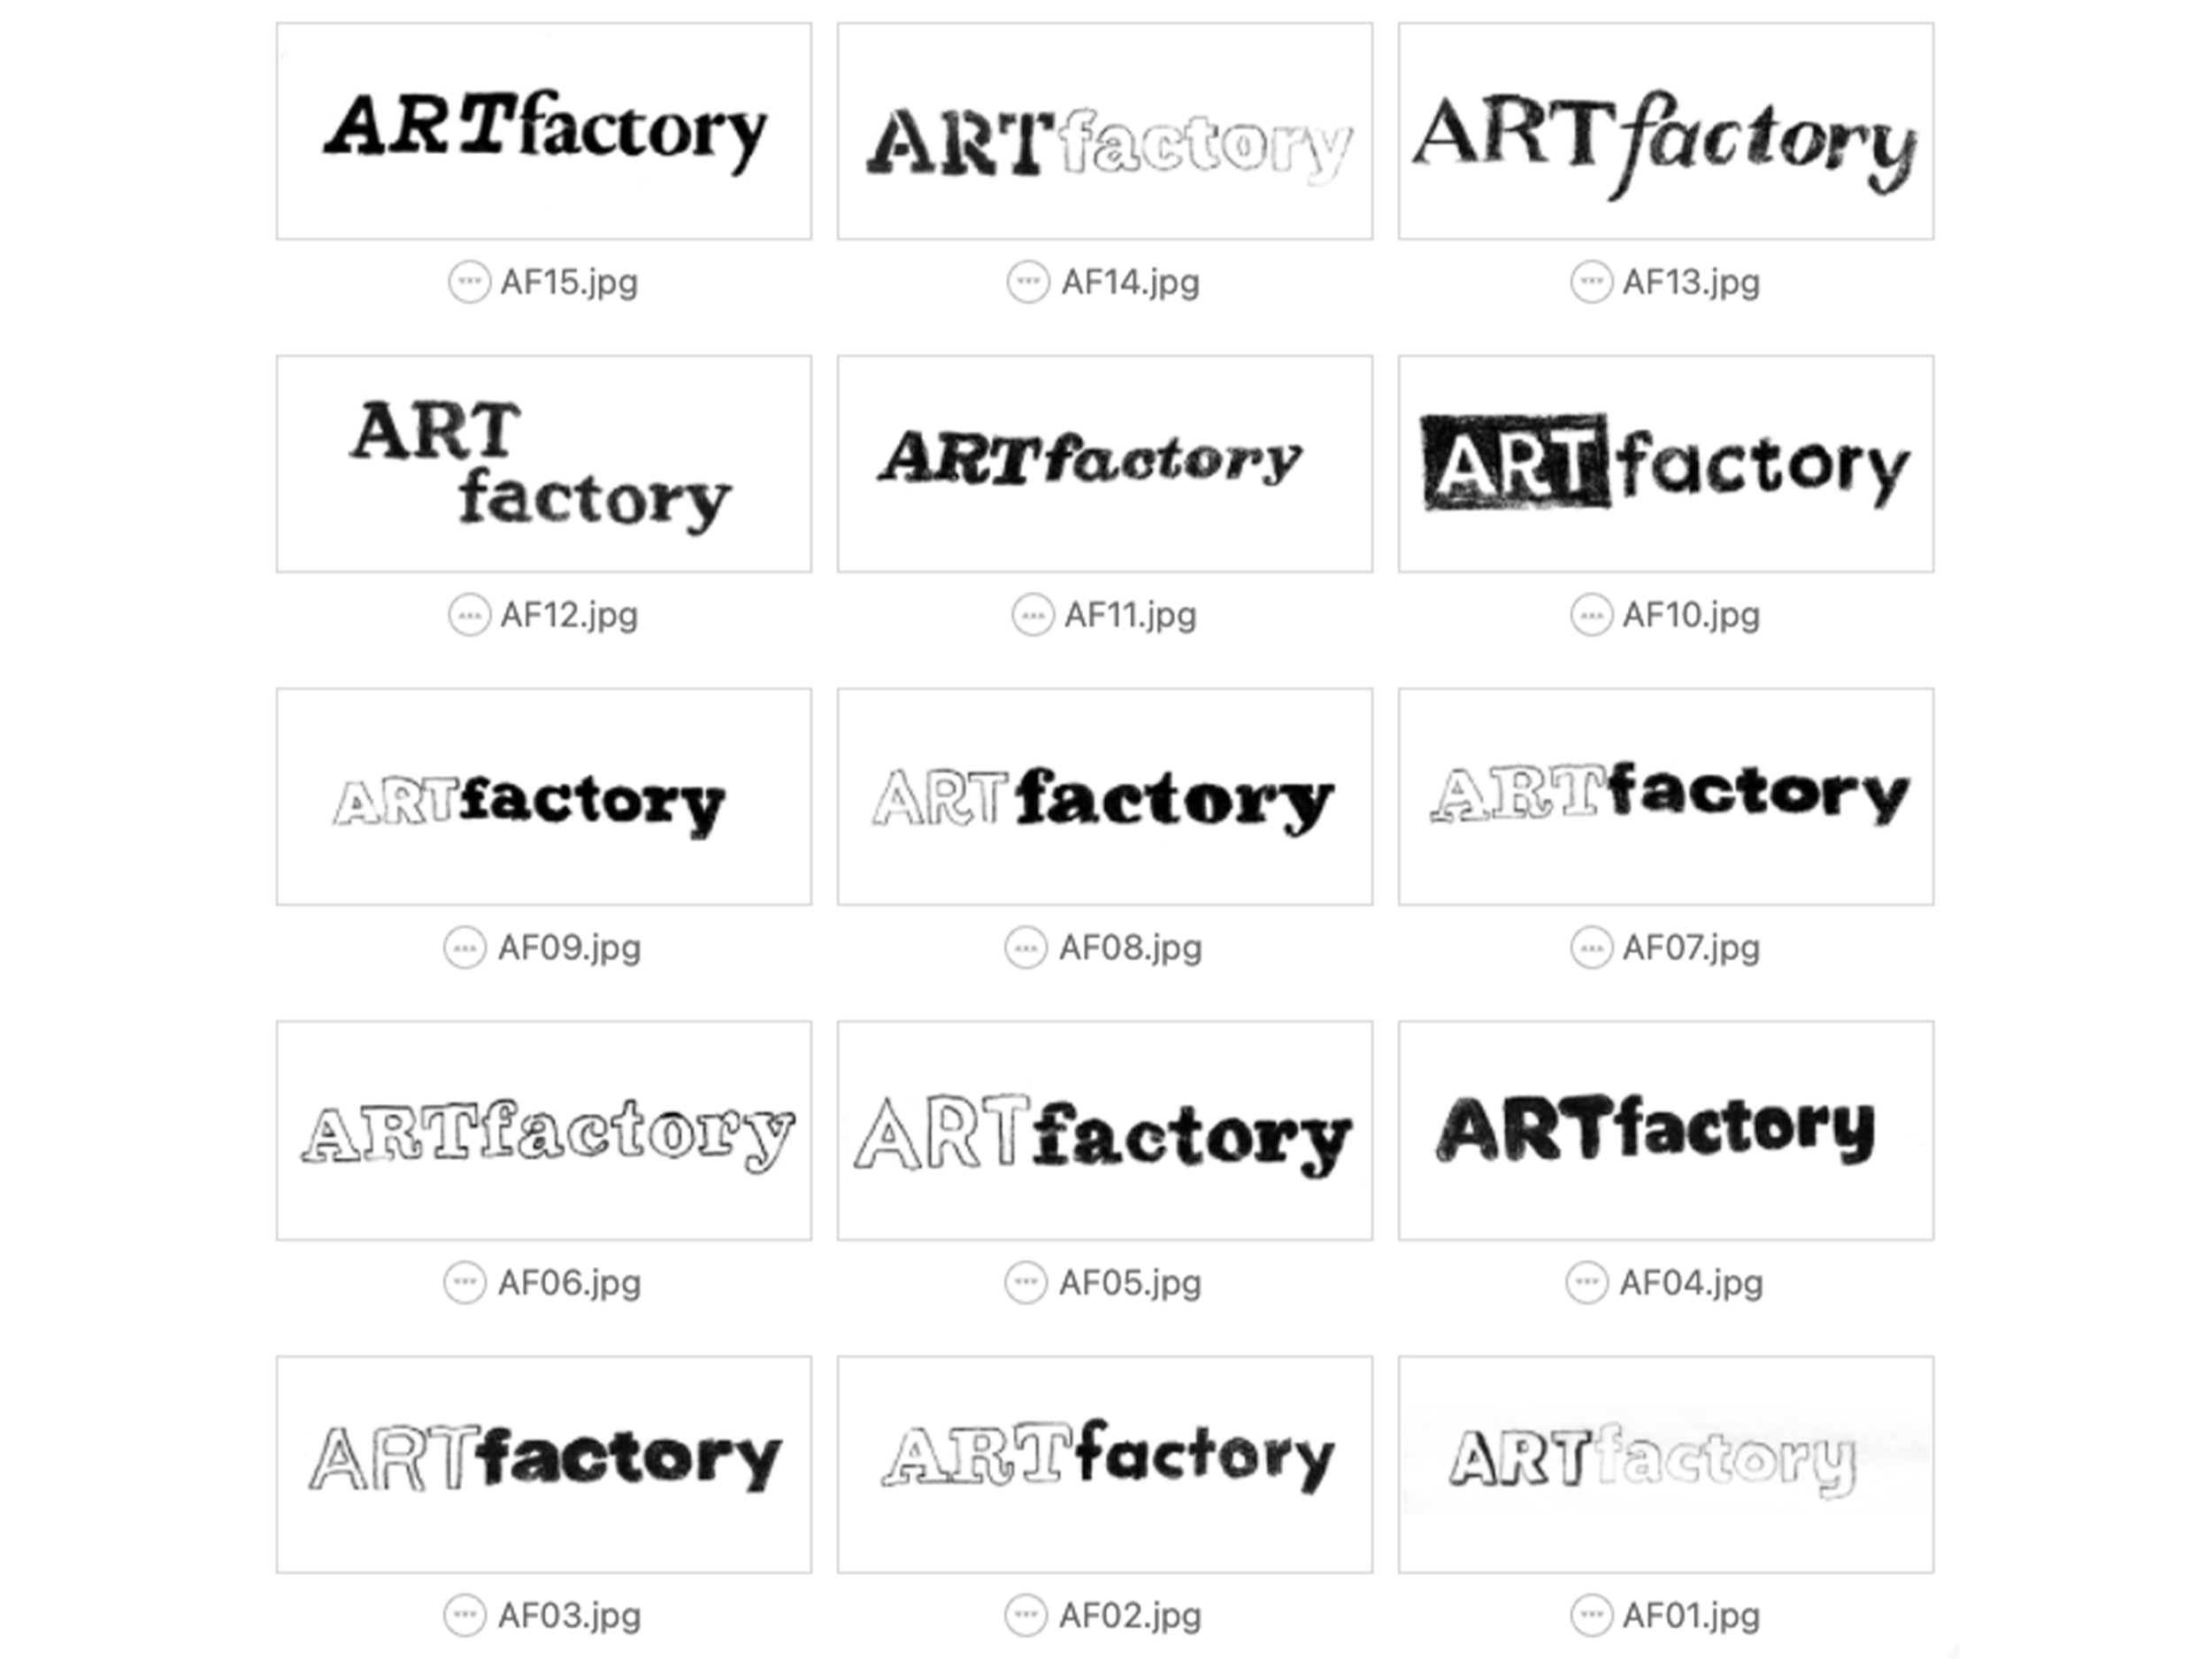 ARTfactory ARTfactory ARTfactory
AF15.jpg AF14.jpg AF13.jpg
ART
factory
ARTfactory ARTfactory
AF12.jpg AF11.jpg AF10.jpg
ARTfactory ARTfactory ARTfactory
AF09.jpg AF08.jpg AF07.jpg
ARTfactory ARTfactory ARTfactory
AF06.jpg AF05.jpg AF04.jpg
ARTfactory ARTfactory ARTfactory
AF03.jpg AF02.jpg AF01.jpg